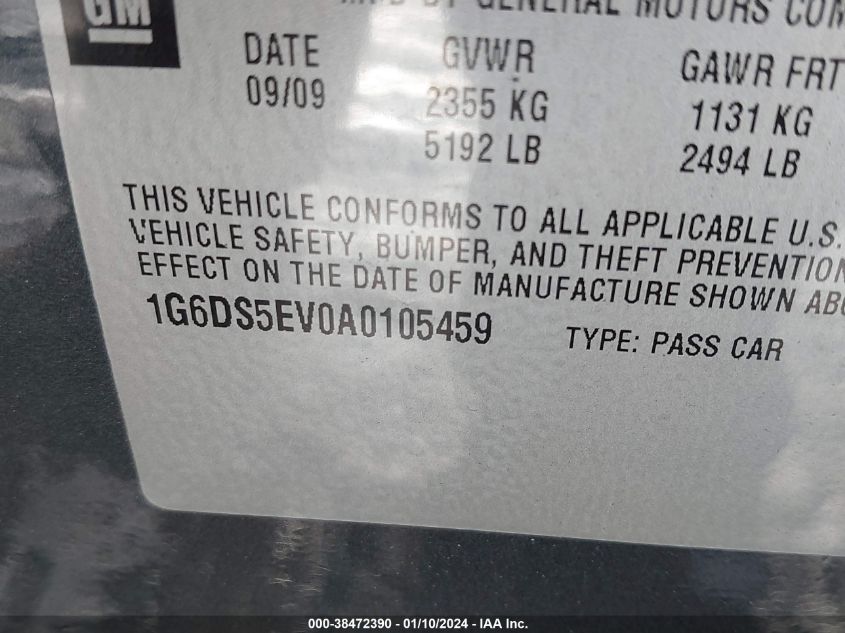 GM
GENERAL MOTORS
DATE GVWR GAWR FRT
09/09 2355 KG 1131 KG
5192 LB 2494 LB
THIS VEHICLE CONFORMS TO ALL APPLICABLE U.S.
VEHICLE SAFETY, BUMPER, AND THEFT PREVENTION
EFFECT ON THE DATE OF MANUFACTURE SHOWN
1G6DS5EV0A0105459 TYPE: PASS CAR
000-38472390 - 01/10/2024 - IAA Inc.